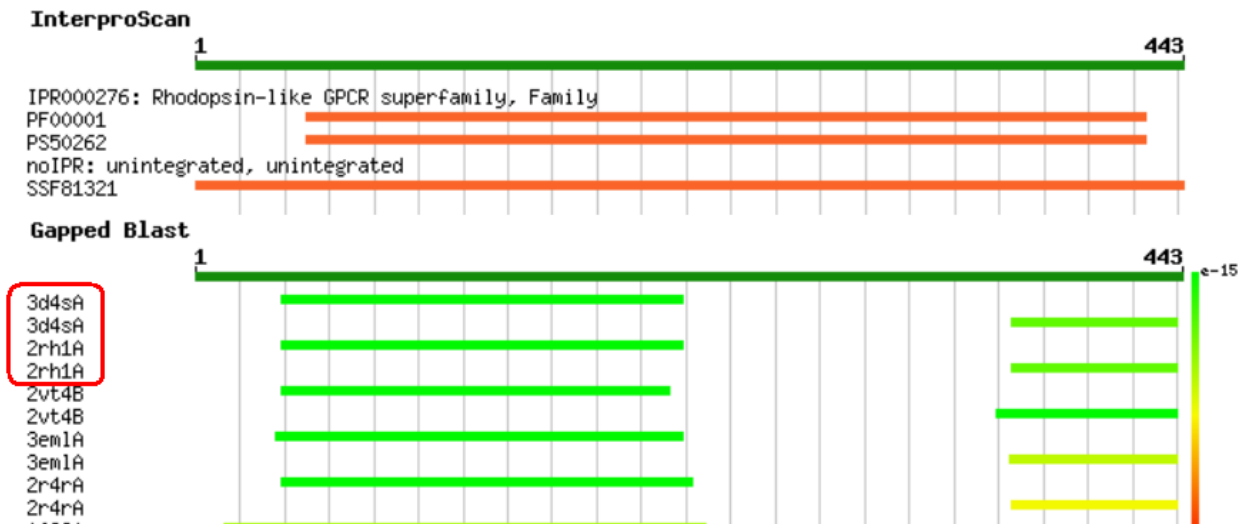 InterproScan
1 443
IPR000276: Rhodopsin-like GPCR superfamily, Family
PF00001
PS50262
noIPR: unintegrated, unintegrated
SSF81321
Gapped Blast
1 443
e-15
3d4sA
3d4sA
2rh1A
2rh1A
2vt4B
2vt4B
3emlA
3emlA
2r4rA
2r4rA